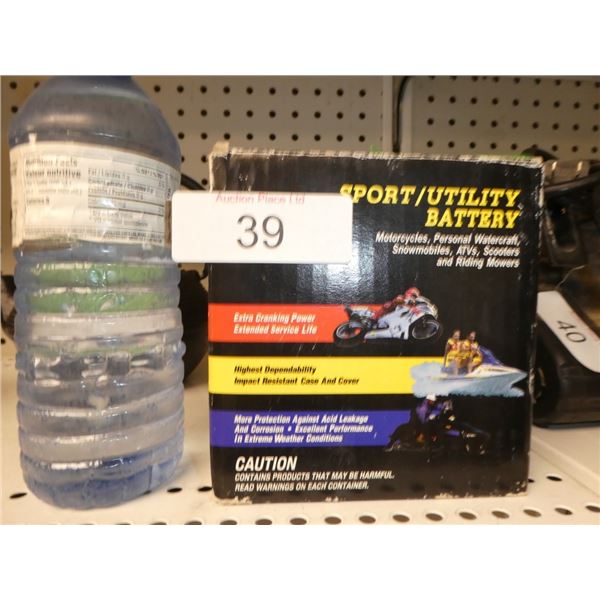 Nutrition Facts
Valeur nutritive
Auction Place Ltd
39
SPORT/UTILITY
BATTERY
Motorcycles, Personal Watercraft,
Snowmobiles, ATVs, Scooters
and Riding Mowers
Extra Cranking Power
Extended Service Life
Highest Dependability
Impact Resistant Case And Cover
More Protection Against Acid Leakage
And Corrosion • Excellent Performance
In Extreme Weather Conditions
CAUTION
CONTAINS PRODUCTS THAT MAY BE HARMFUL.
READ WARNINGS ON EACH CONTAINER.
40